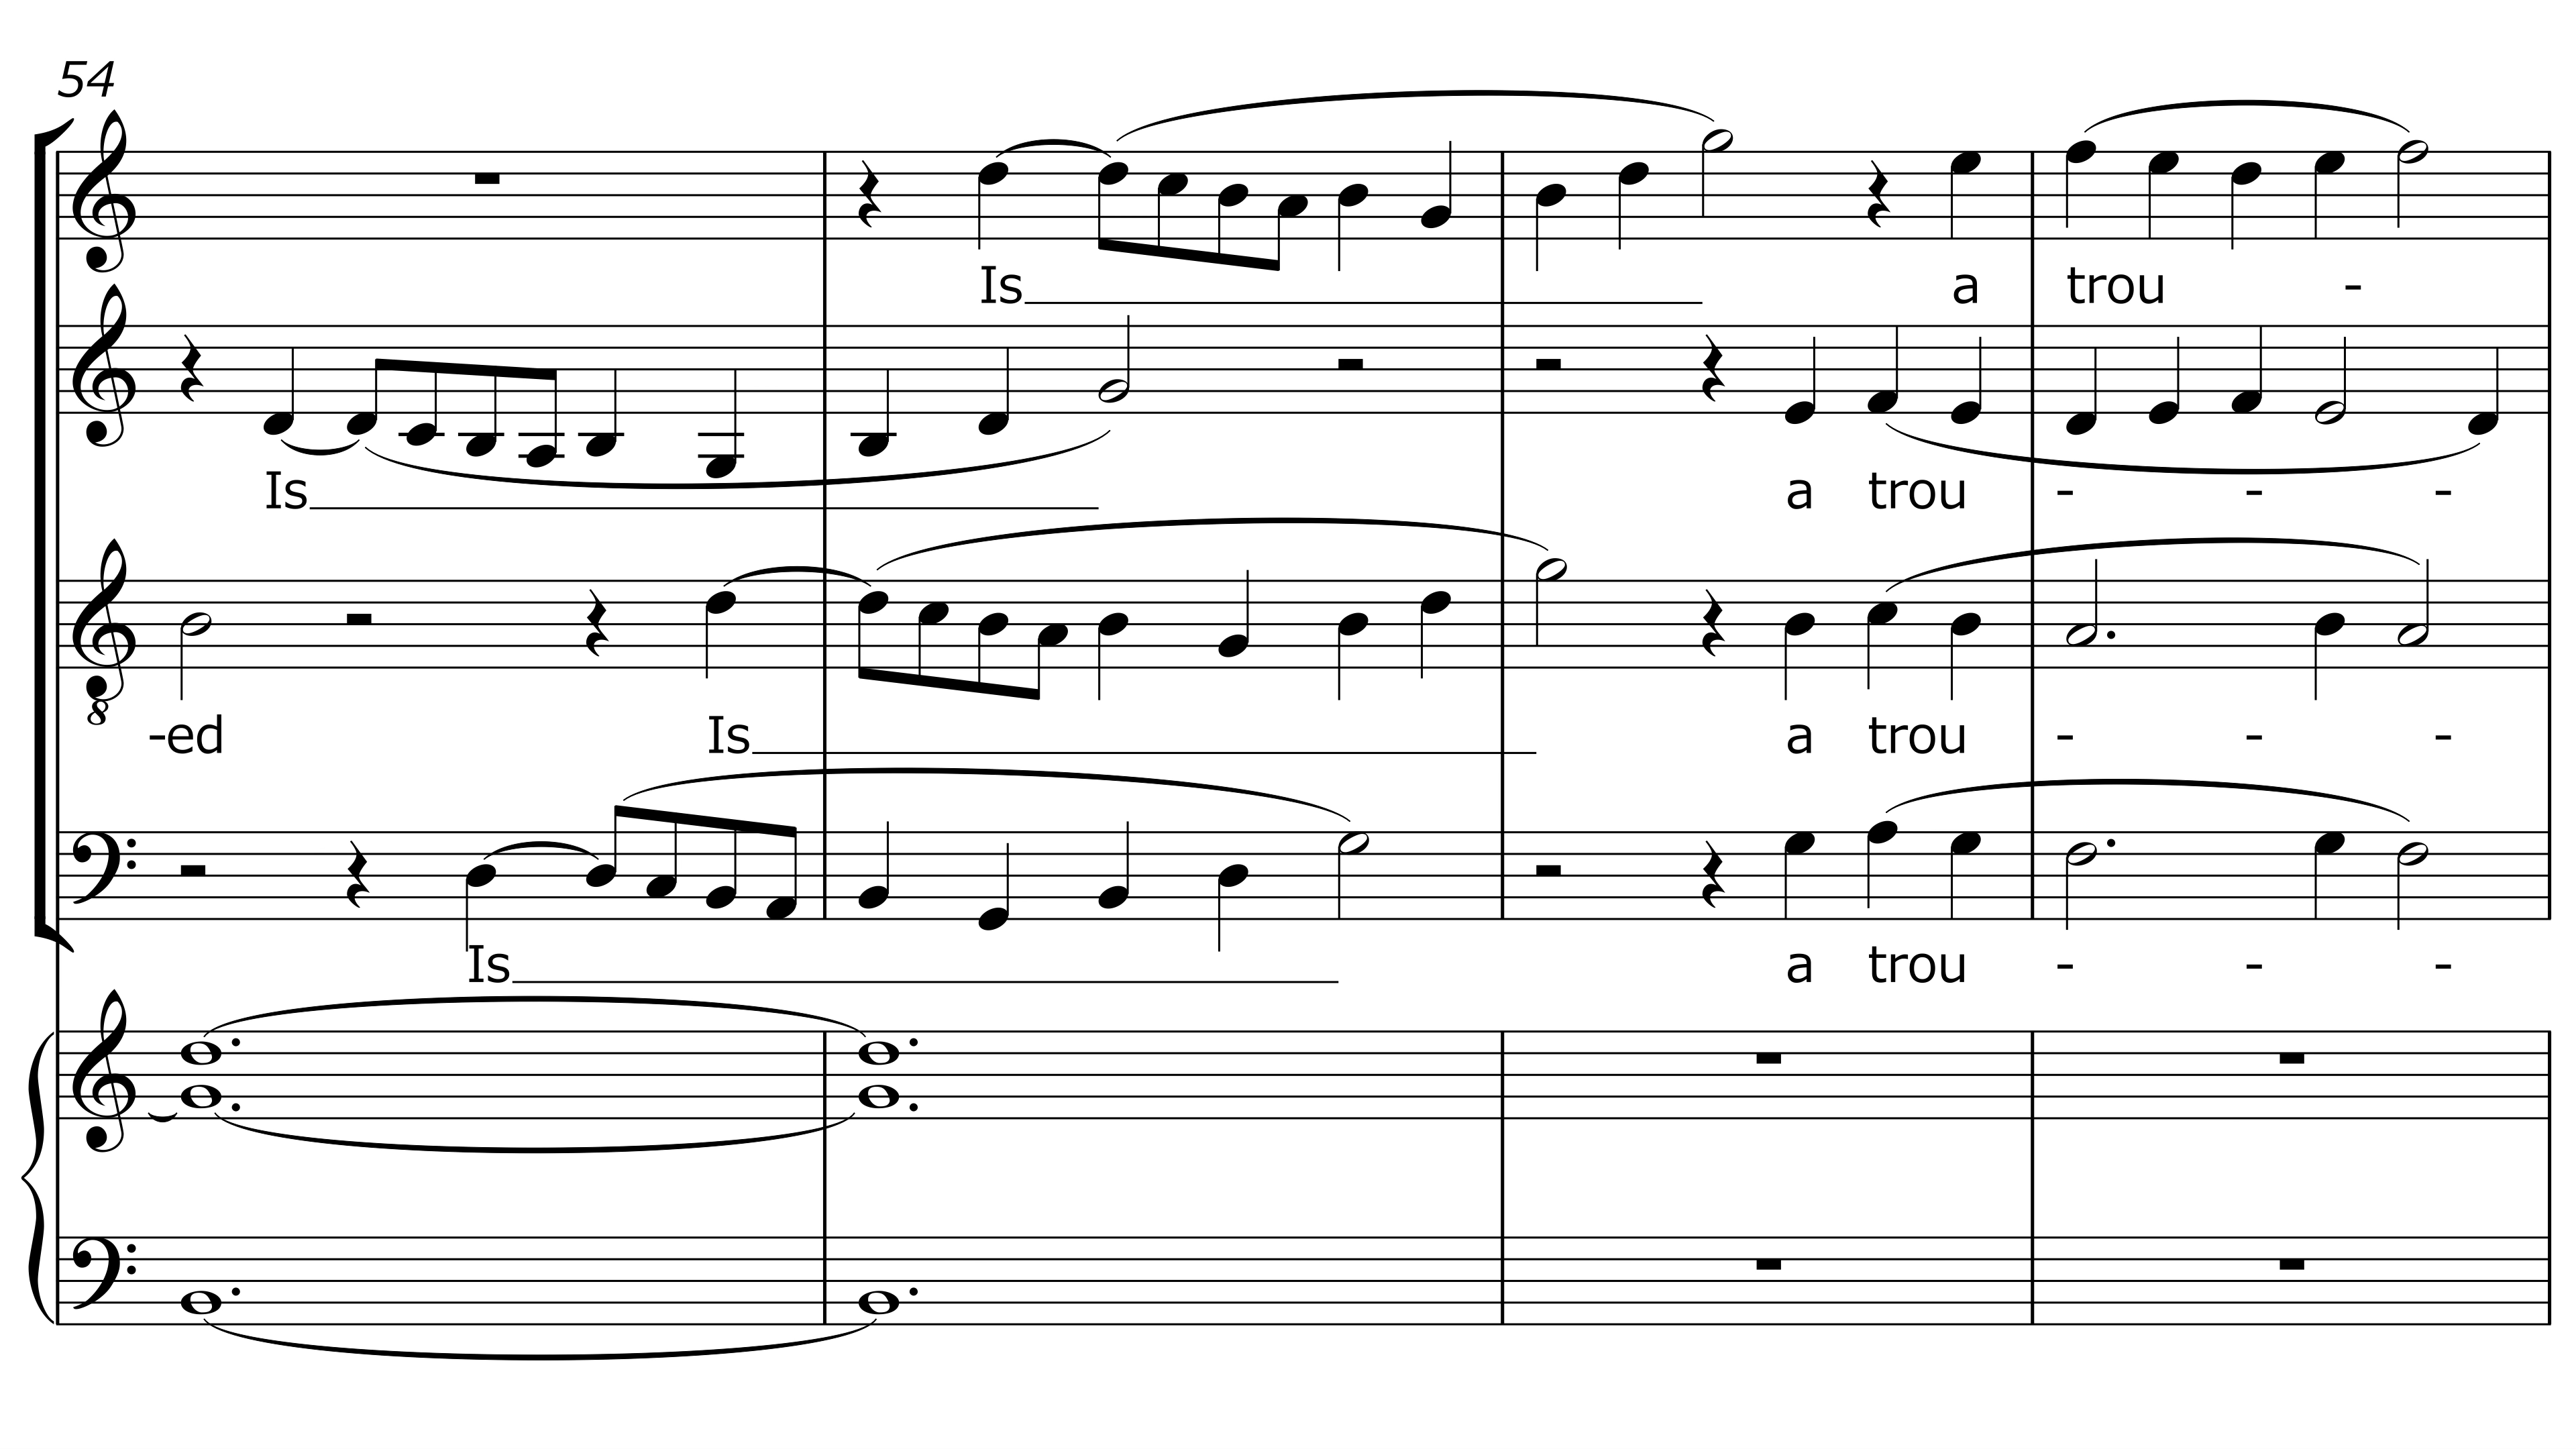 54
Is a trou -
Is a trou - - -
-ed Is a trou - - -
Is a trou - - -